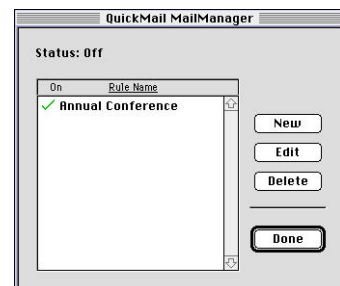 QuickMail MailManager
Status: Off
On Rule Name
Annual Conference
New
Edit
Delete
Done